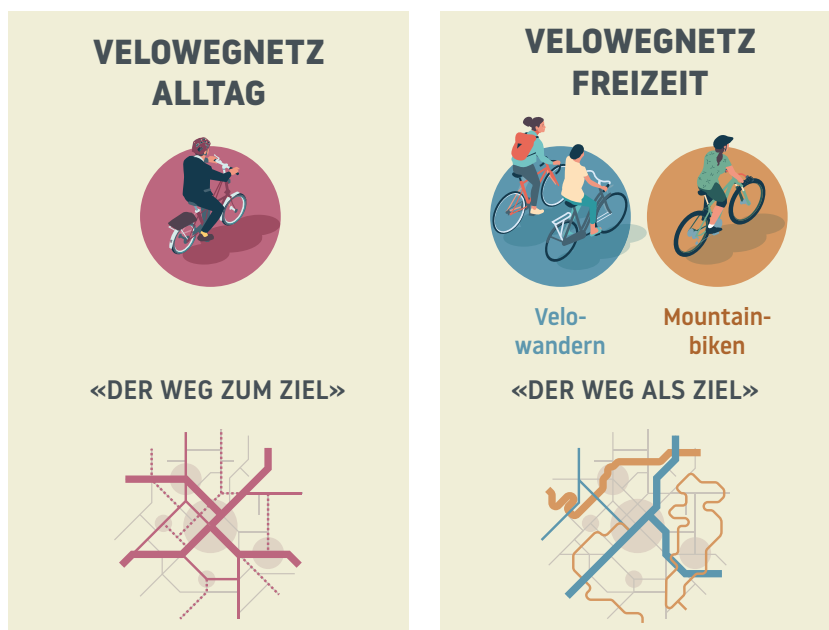 VELOWEGNETZ
ALLTAG
«DER WEG ZUM ZIEL»
VELOWEGNETZ
FREIZEIT
Velo-
wandern
Mountain-
biken
«DER WEG ALS ZIEL»